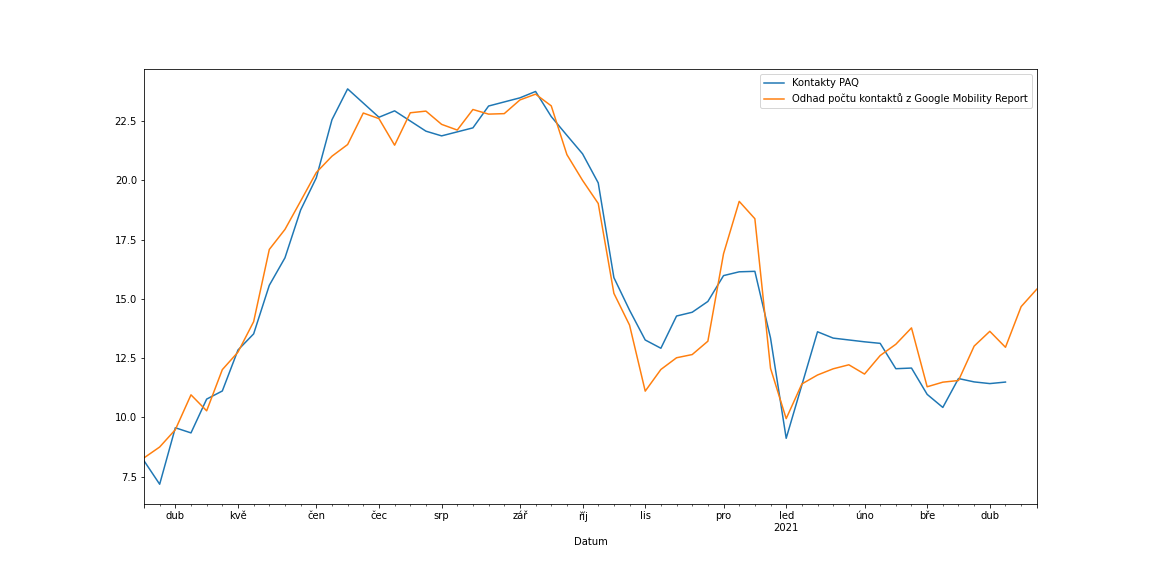 Kontakty PAQ
Odhad počtu kontaktů z Google Mobility Report
22.5
20.0
17.5
15.0
12.5
10.0
7.5
dub kvě čen čec srp zář říj lis pro led úno bře dub
2021
Datum